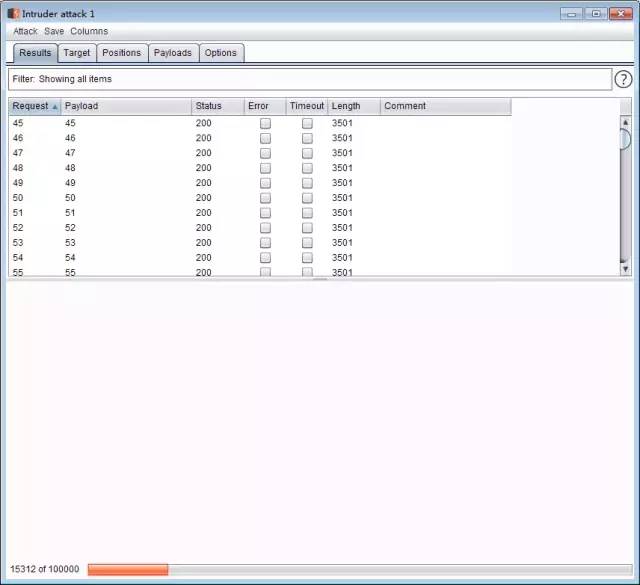 Intruder attack 1
Attack Save Columns
Results Target Positions Payloads Options
Filter: Showing all items ?
Request Payload Status Error Timeout Length Comment
45 45 200 3501
46 46 200 3501
47 47 200 3501
48 48 200 3501
49 49 200 3501
50 50 200 3501
51 51 200 3501
52 52 200 3501
53 53 200 3501
54 54 200 3501
55 55 200 3501
15312 of 100000